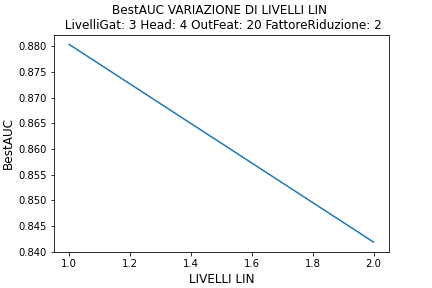 BestAUC VARIAZIONE DI LIVELLI LIN
LivelliGat: 3 Head: 4 OutFeat: 20 FattoreRiduzione: 2
BestAUC
0.880
0.875
0.870
0.865
0.860
0.855
0.850
0.845
0.840
1.0 1.2 1.4 1.6 1.8 2.0
LIVELLI LIN